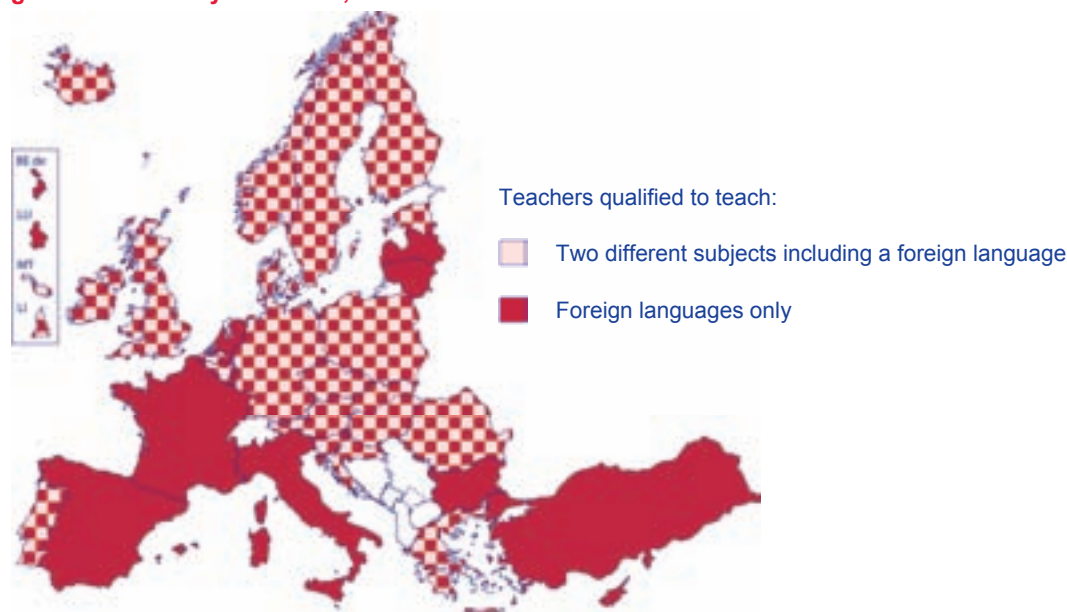 BE de
LU
MT
LI
Teachers qualified to teach:
Two different subjects including a foreign language
Foreign languages only